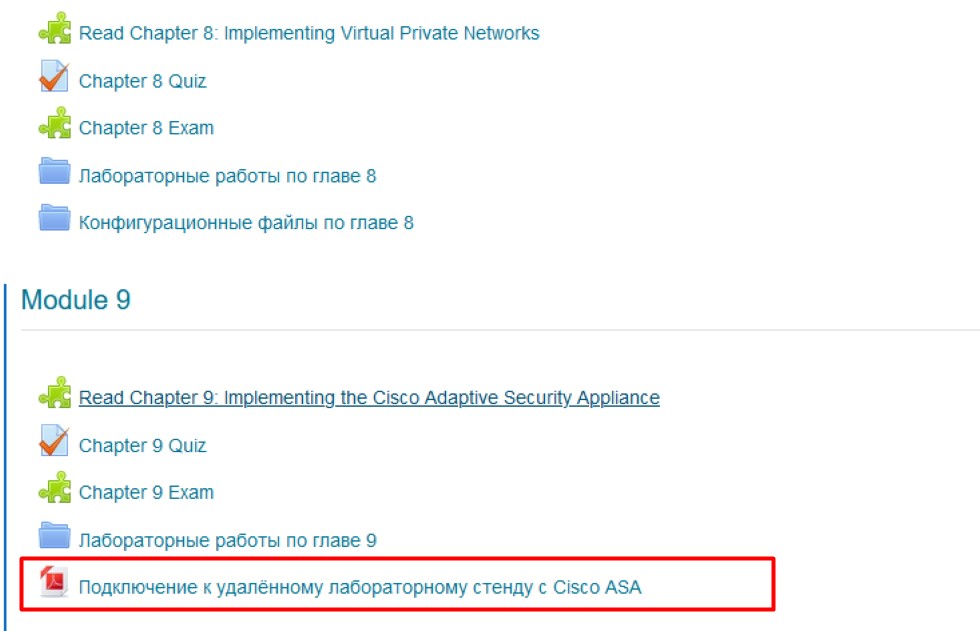 Read Chapter 8: Implementing Virtual Private Networks
Chapter 8 Quiz
Chapter 8 Exam
Лабораторные работы по главе 8
Конфигурационные файлы по главе 8
Module 9
Read Chapter 9: Implementing the Cisco Adaptive Security Appliance
Chapter 9 Quiz
Chapter 9 Exam
Лабораторные работы по главе 9
Подключение к удалённому лабораторному стенду с Cisco ASA